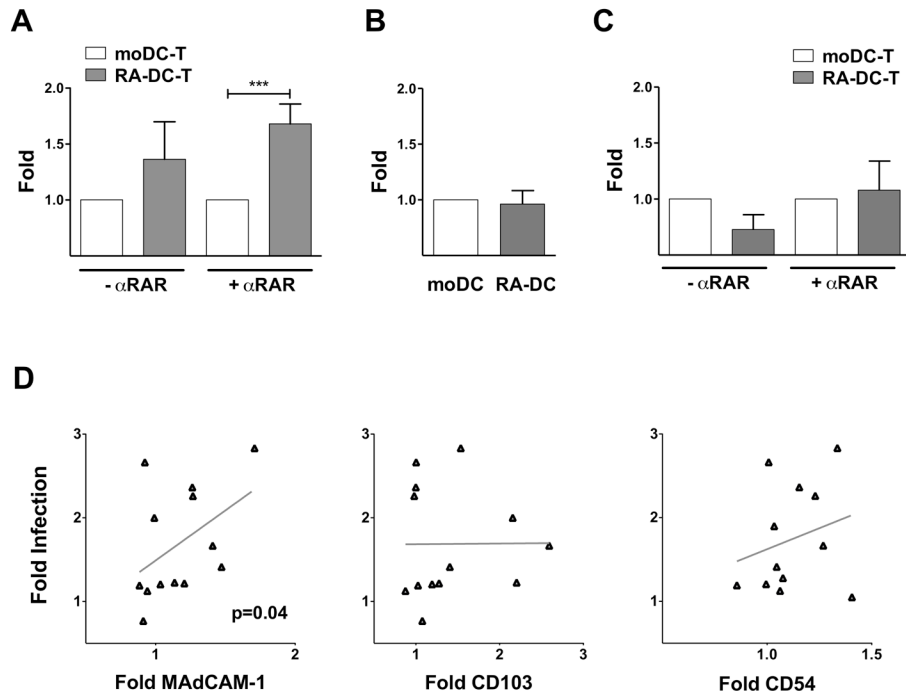 A
moDC-T
RA-DC-T
***
Fold
2.0
1.5
1.0
- αRAR
+ αRAR
B
Fold
2.0
1.5
1.0
moDC
RA-DC
C
moDC-T
RA-DC-T
Fold
2.0
1.5
1.0
- αRAR
+ αRAR
D
Fold Infection
3
2
1
1
2
p=0.04
Fold MAdCAM-1
3
2
1
1
2
3
Fold CD103
3
2
1
1.0
1.5
Fold CD54